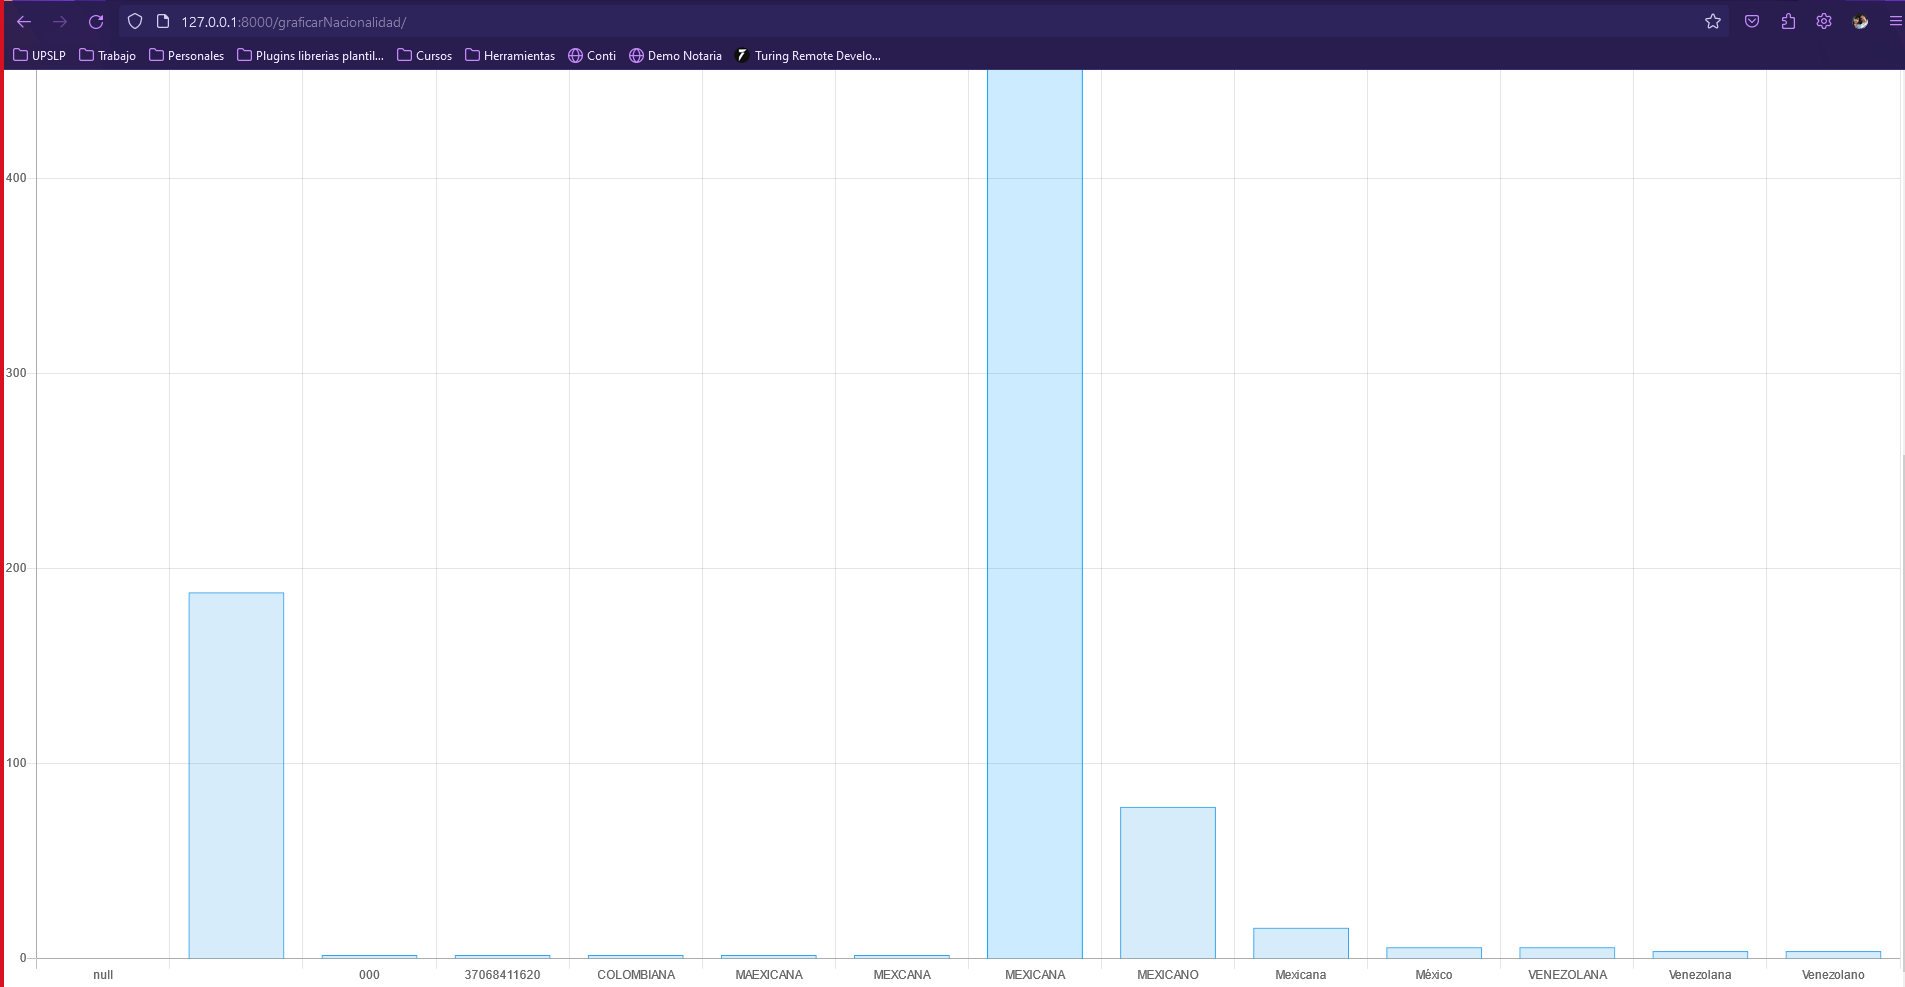 127.0.0.1:8000/graficarNacionalidad/
UPSLP Trabajo Personales Plugins librerias plantil... Cursos Herramientas Conti Demo Notaria Turing Remote Develo...
400
300
200
100
0
null 000 37068411620 COLOMBIANA MAEXICANA MEXCANA MEXICANA MEXICANO Mexicana México VENEZOLANA Venezolana Venezolano